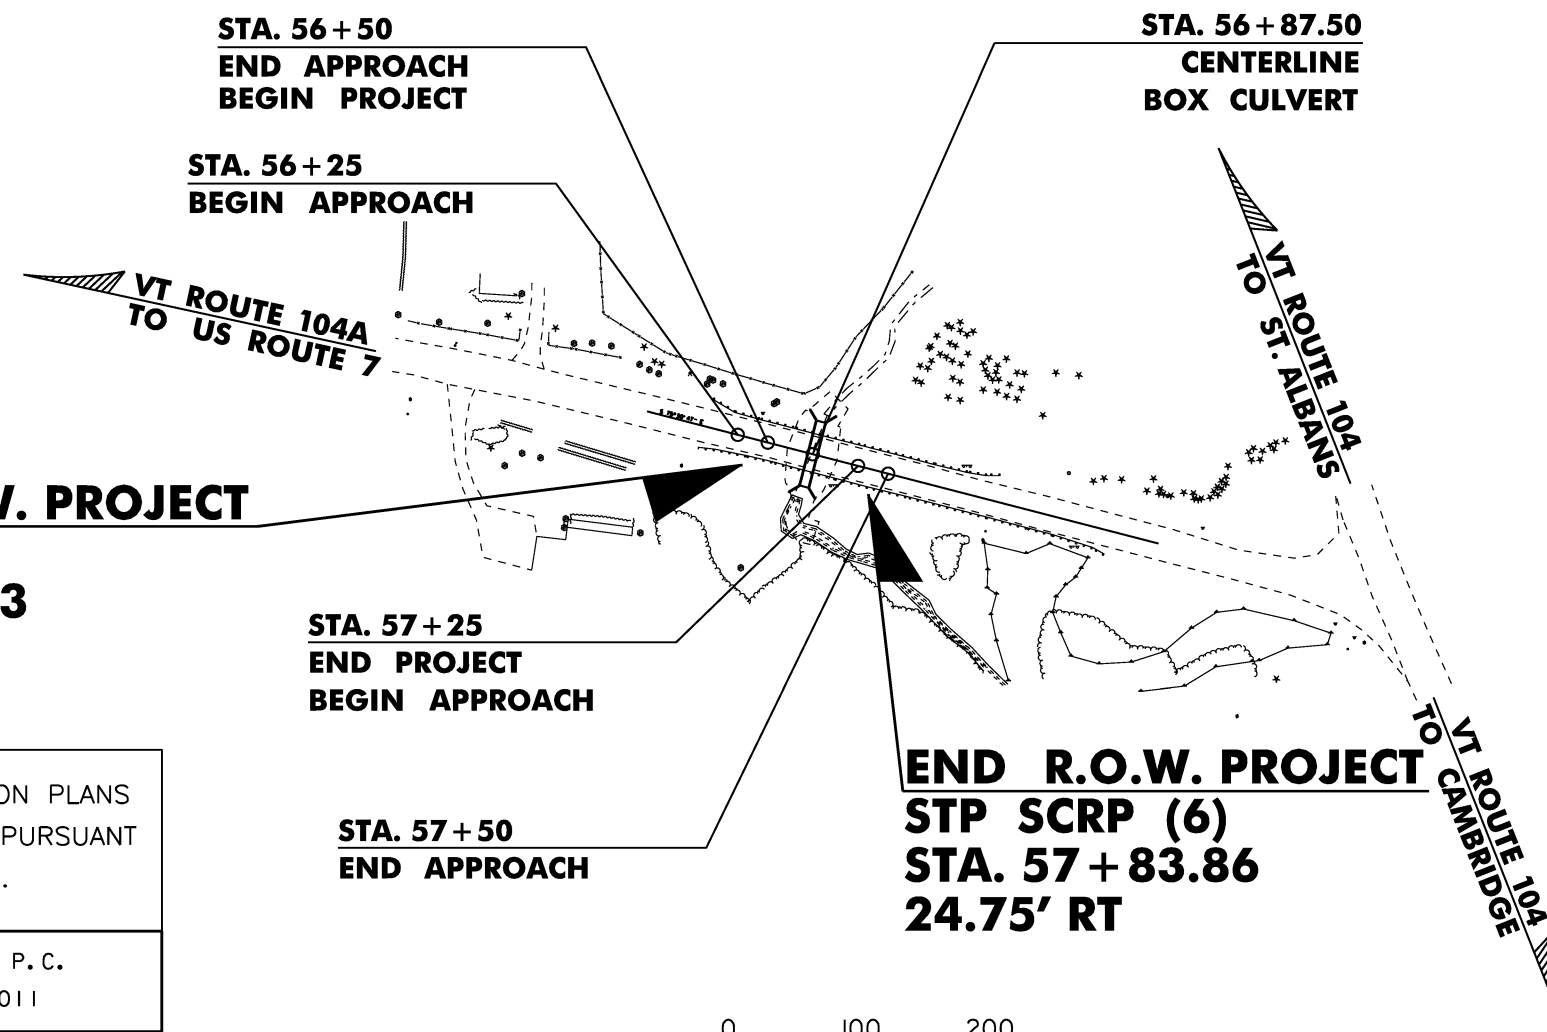 STA. 56+50
END APPROACH
BEGIN PROJECT
STA. 56+87.50
CENTERLINE
BOX CULVERT
STA. 56+25
BEGIN APPROACH
VT ROUTE 104A
TO US ROUTE 7
VT ROUTE 104
TO ST. ALBANS
. PROJECT
3
STA. 57+25
END PROJECT
BEGIN APPROACH
STA. 57+50
END APPROACH
END R.O.W. PROJECT
STP SCRP (6)
STA. 57+83.86
24.75' RT
VT ROUTE 104
TO CAMBRIDGE
ON PLANS
PURSUANT
.
P.C.
011
0 100 200